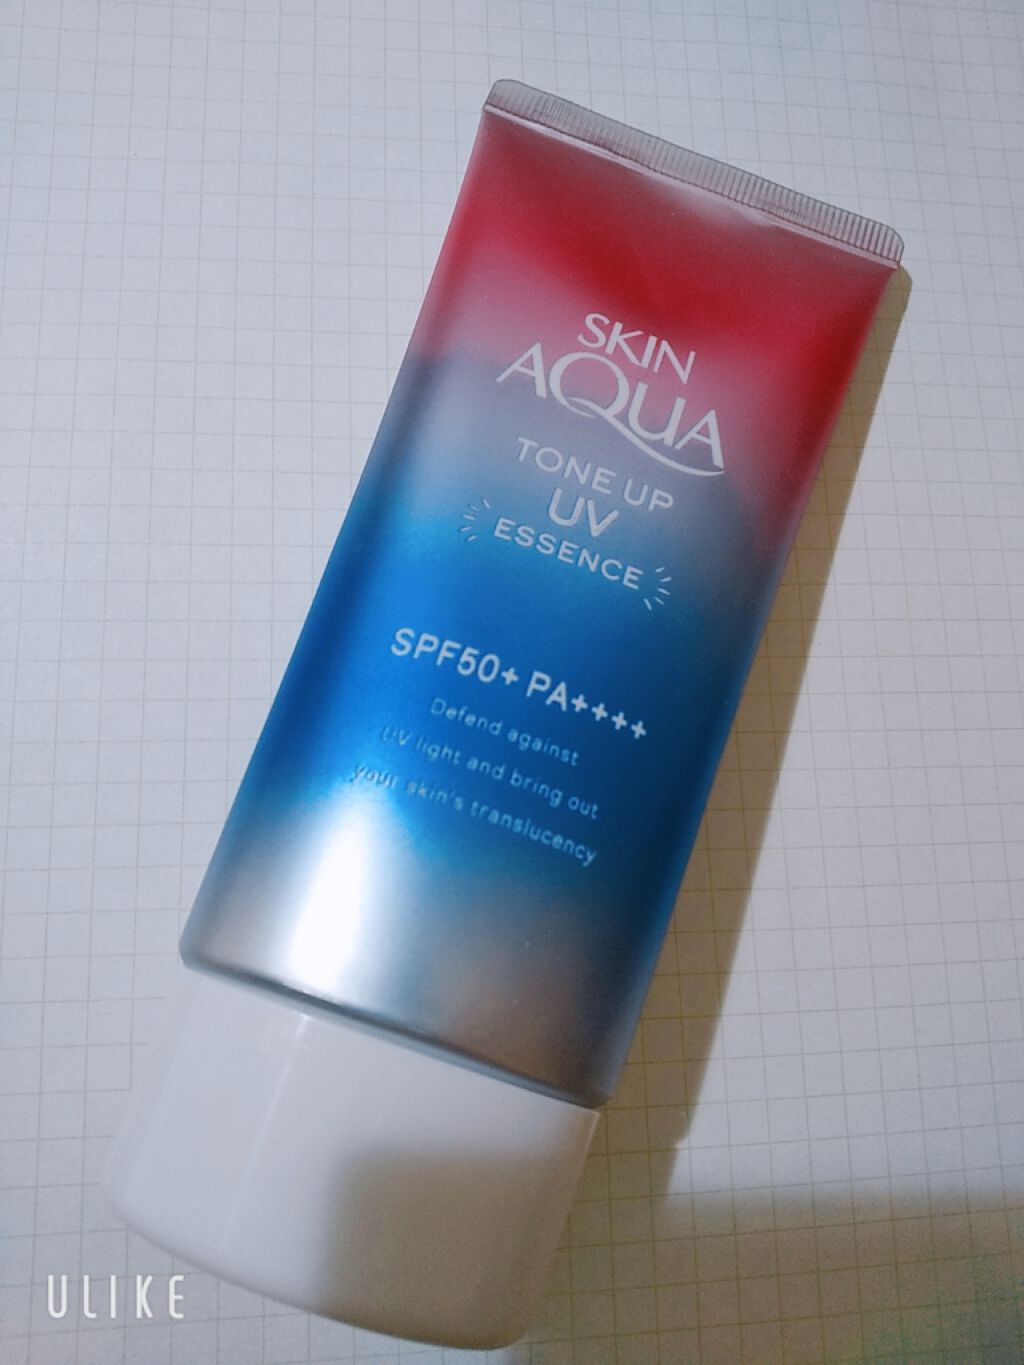 SKIN
AQUA
TONE UP
UV
ESSENCE
SPF50+ PA++++
Defend against
UV light and bring out
your skin's translucency
ULIKE